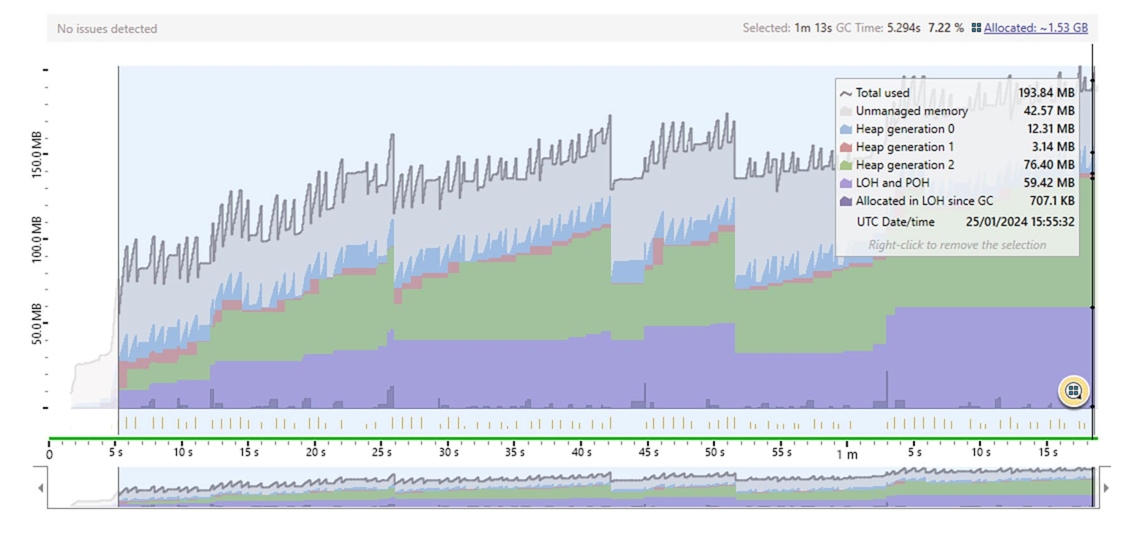 No issues detected
Selected: 1m 13s GC Time: 5.294s 7.22 % Allocated: ~1.53 GB
Total used 193.84 MB
Unmanaged memory 42.57 MB
Heap generation 0 12.31 MB
Heap generation 1 3.14 MB
Heap generation 2 76.40 MB
LOH and POH 59.42 MB
Allocated in LOH since GC 707.1 KB
UTC Date/time 25/01/2024 15:55:32
Right-click to remove the selection
150.0 MB
100.0 MB
50.0 MB
0 5 s 10 s 15 s 20 s 25 s 30 s 35 s 40 s 45 s 50 s 55 s 1 m 5 s 10 s 15 s